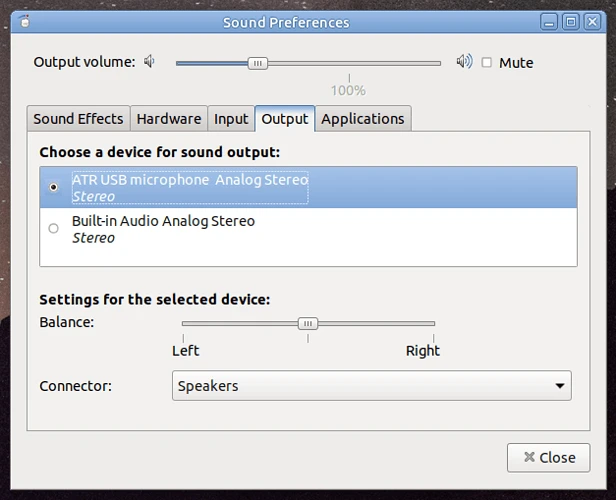 Sound Preferences
Output volume:
Mute
100%
Sound Effects
Hardware
Input
Output
Applications
Choose a device for sound output:
ATR USB microphone  Analog Stereo
Stereo
Built-in Audio Analog Stereo
Stereo
Settings for the selected device:
Balance:
Left
Right
Connector:
Speakers
Close